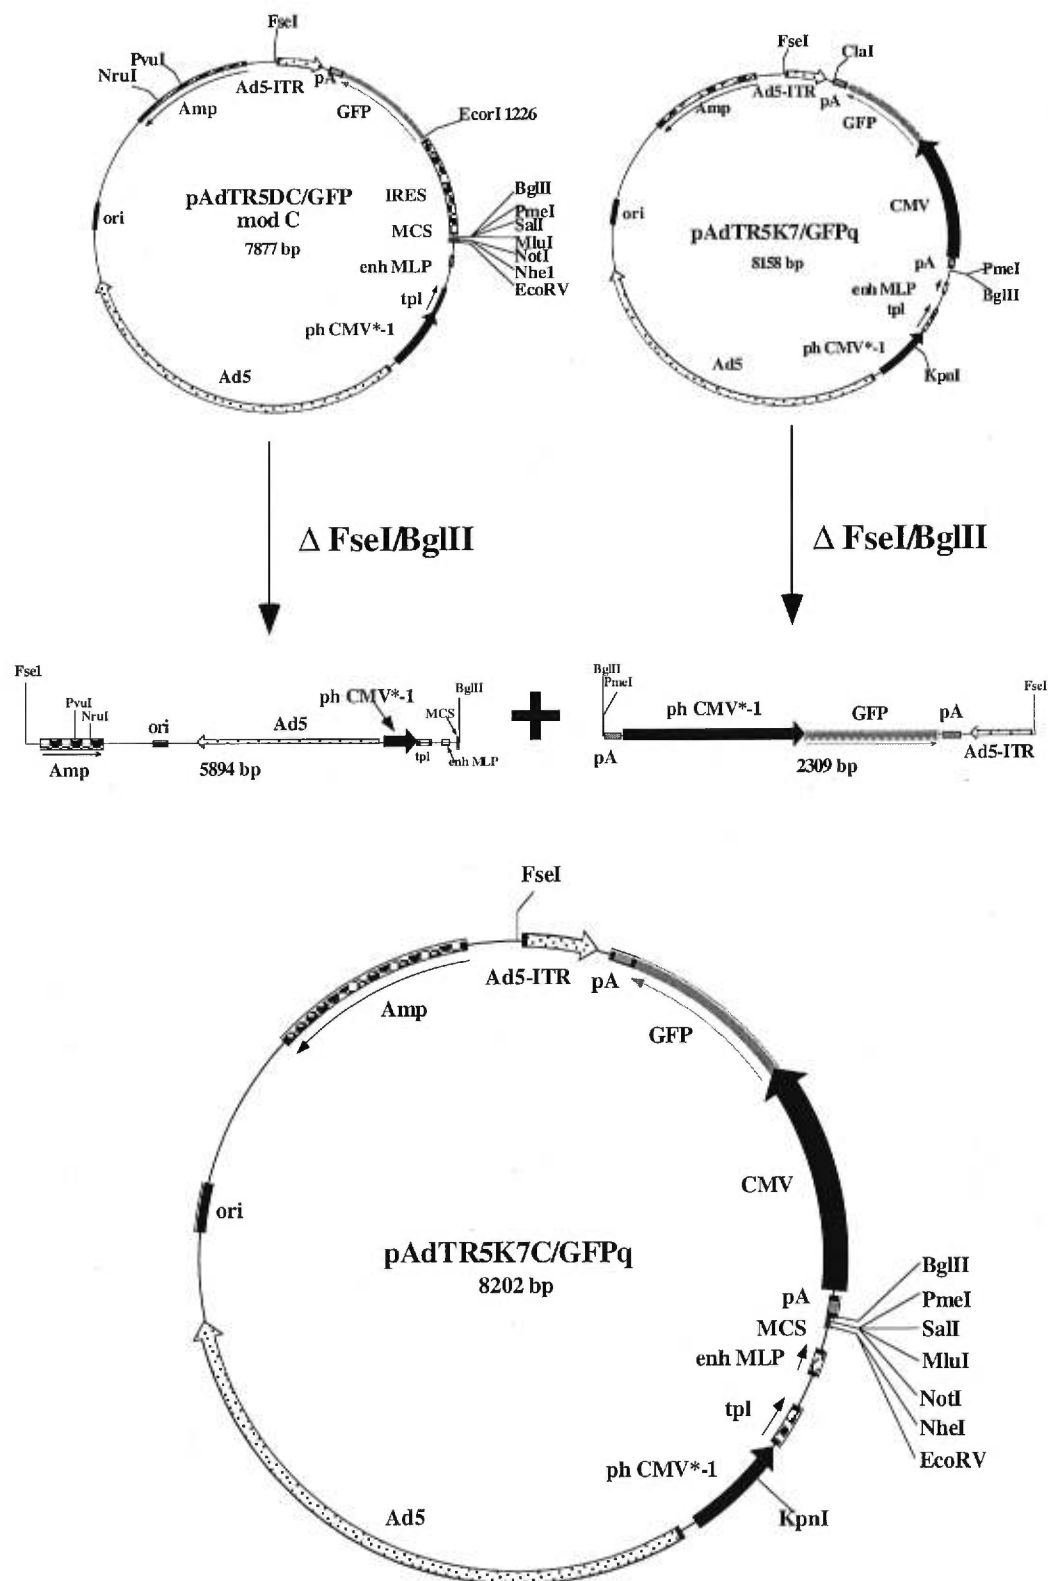 FseI
PvuI
NruI
Ad5-ITR
pA
Amp
GFP
EcorI 1226
pAdTR5DC/GFP
mod C
7877 bp
ori
IRES
MCS
enh MLP
tpl
ph CMV*-1
Ad5
BglII
PmeI
SalI
MluI
NotI
Nhe1
EcoRV
FseI
ClaI
Ad5-ITR
pA
Amp
GFP
CMV
ori
pAdTR5K7/GFPq
8158 bp
pA
PmeI
BglII
enh MLP
tpl
ph CMV*-1
KpnI
Ad5
Δ FseI/BglII
Δ FseI/BglII
FseI
PvuI
NruI
ori
Ad5
ph CMV*-1
MCS
BglII
Amp
5894 bp
tpl
enh MLP
+
BglII
PmeI
ph CMV*-1
GFP
pA
FseI
pA
2309 bp
Ad5-ITR
FseI
Ad5-ITR
pA
Amp
GFP
CMV
ori
pAdTR5K7C/GFPq
8202 bp
pA
MCS
enh MLP
tpl
ph CMV*-1
KpnI
Ad5
BglII
PmeI
SalI
MluI
NotI
NheI
EcoRV